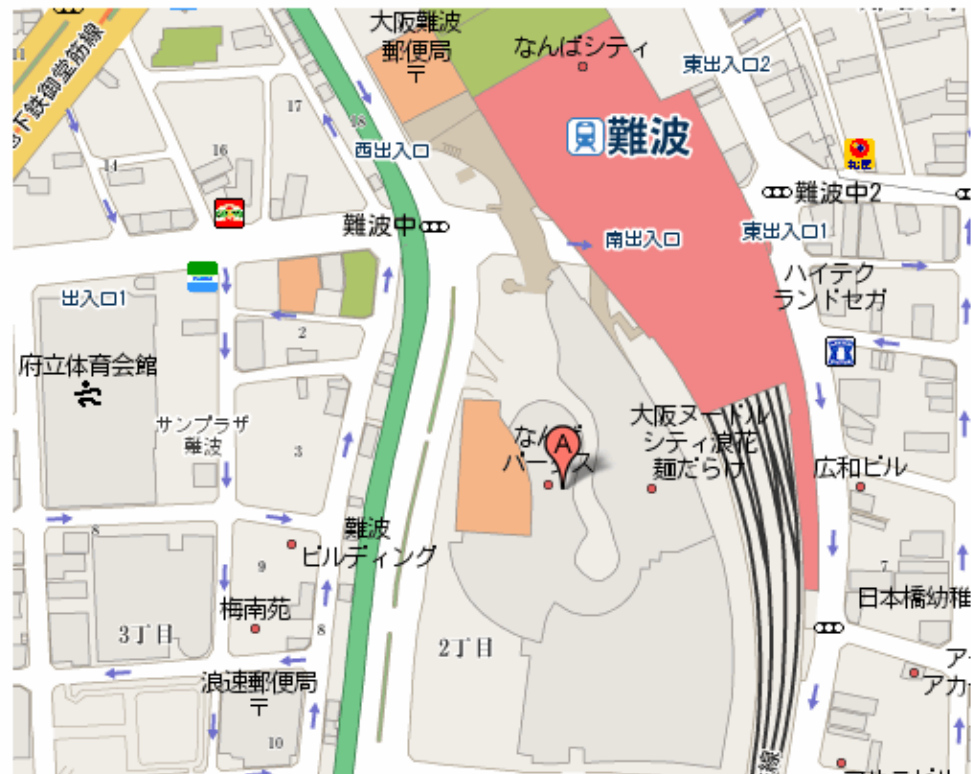 大阪難波
郵便局
〒
なんばシティ
東出入口2
11
地下鉄御堂筋線
17
18
難波
14
16
西出入口
難波中
難波中2
南出入口
東出入口1
ハイテク
ランドセガ
出入口1
2
府立体育会館
サンプラザ
難波
3
大阪ヌードル
シティ浪花
麺だらけ
A
広和ビル
8
難波
ビルディング
9
7
梅南苑
日本橋幼稚
3丁目
8
2丁目
浪速郵便局
〒
10
線